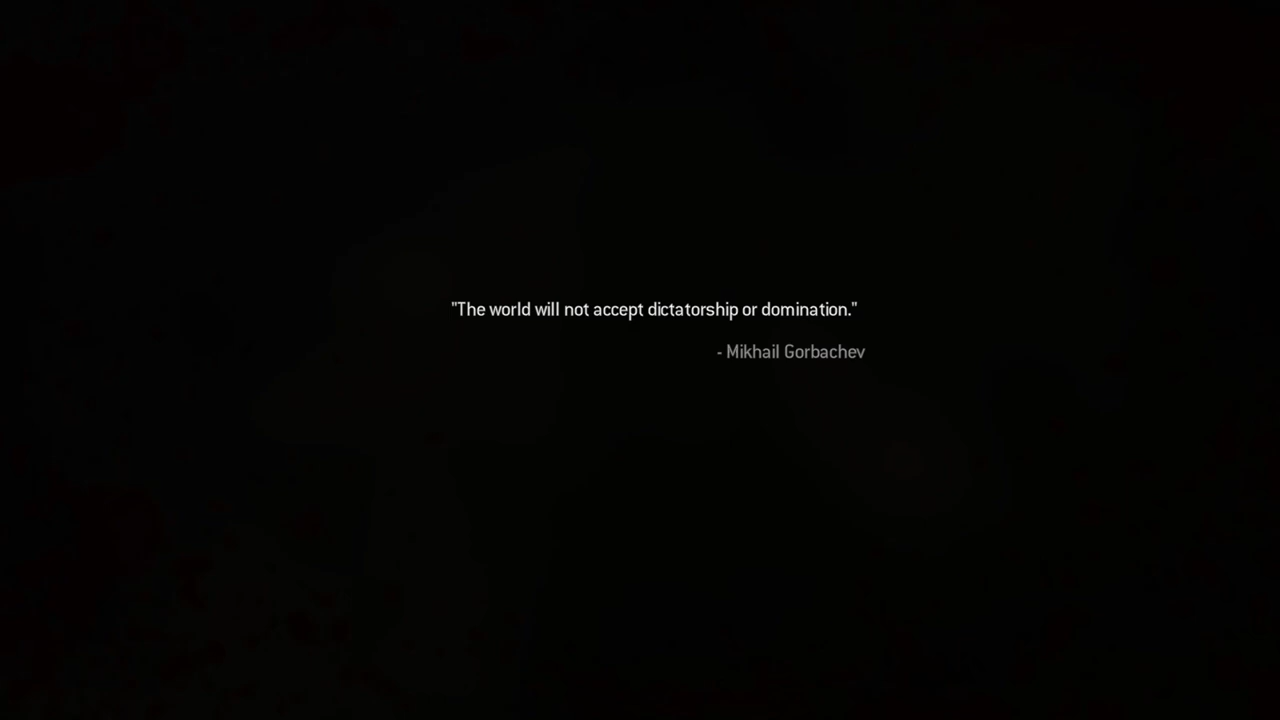 "The world will not accept dictatorship or domination."
- Mikhail Gorbachev